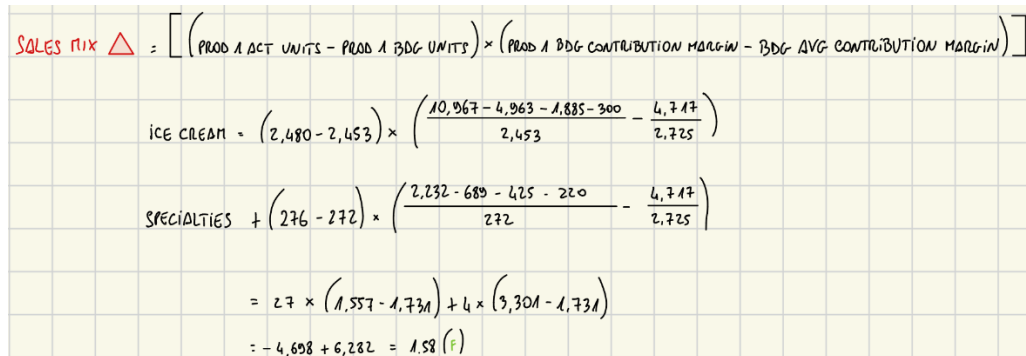 SALES MIX △ = [(PROD 1 ACT UNITS - PROD 1 BDG UNITS) × (PROD 1 BDG CONTRIBUTION MARGIN - BDG AVG CONTRIBUTION MARGIN)]
ICE CREAM = (2,480 - 2,453) × ((10,967 - 4,963 - 1,885 - 300)/2,453 - 4,717/2,725)
SPECIALTIES + (276 - 272) × ((2,232 - 689 - 425 - 220)/272 - 4,717/2,725)
= 27 × (1,557 - 1,731) + 4 × (3,301 - 1,731)
= - 4,698 + 6,282 = 1.58 (F)